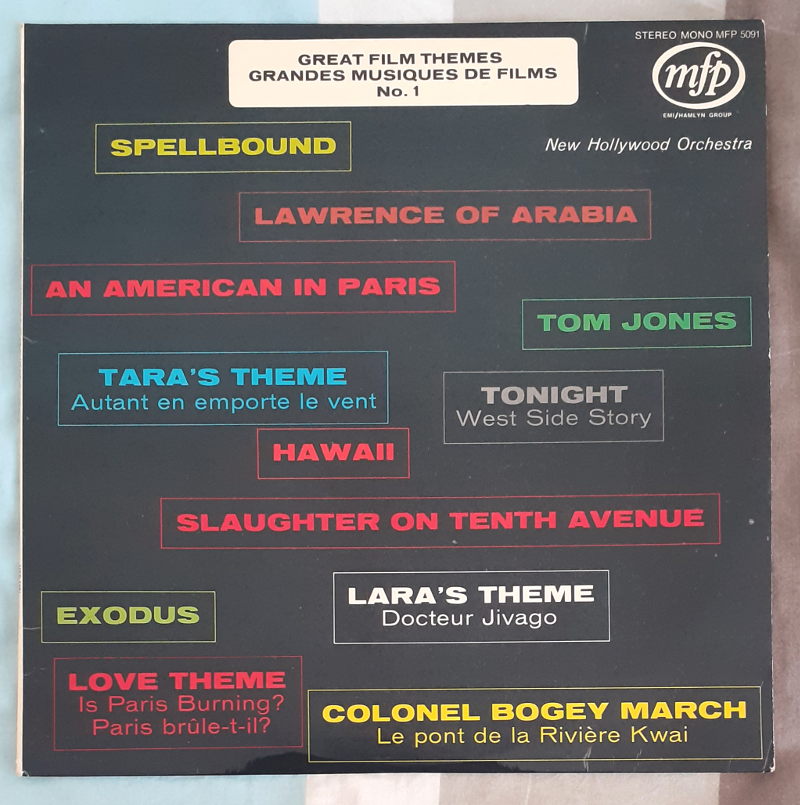 STEREO MONO MFP 5091
GREAT FILM THEMES
GRANDES MUSIQUES DE FILMS
No. 1
mfp
EMI/HAMLYN GROUP
New Hollywood Orchestra
SPELLBOUND
LAWRENCE OF ARABIA
AN AMERICAN IN PARIS
TOM JONES
TARA'S THEME
Autant en emporte le vent
TONIGHT
West Side Story
HAWAII
SLAUGHTER ON TENTH AVENUE
LARA'S THEME
Docteur Jivago
EXODUS
LOVE THEME
Is Paris Burning?
Paris brûle-t-il?
COLONEL BOGEY MARCH
Le pont de la Rivière Kwai